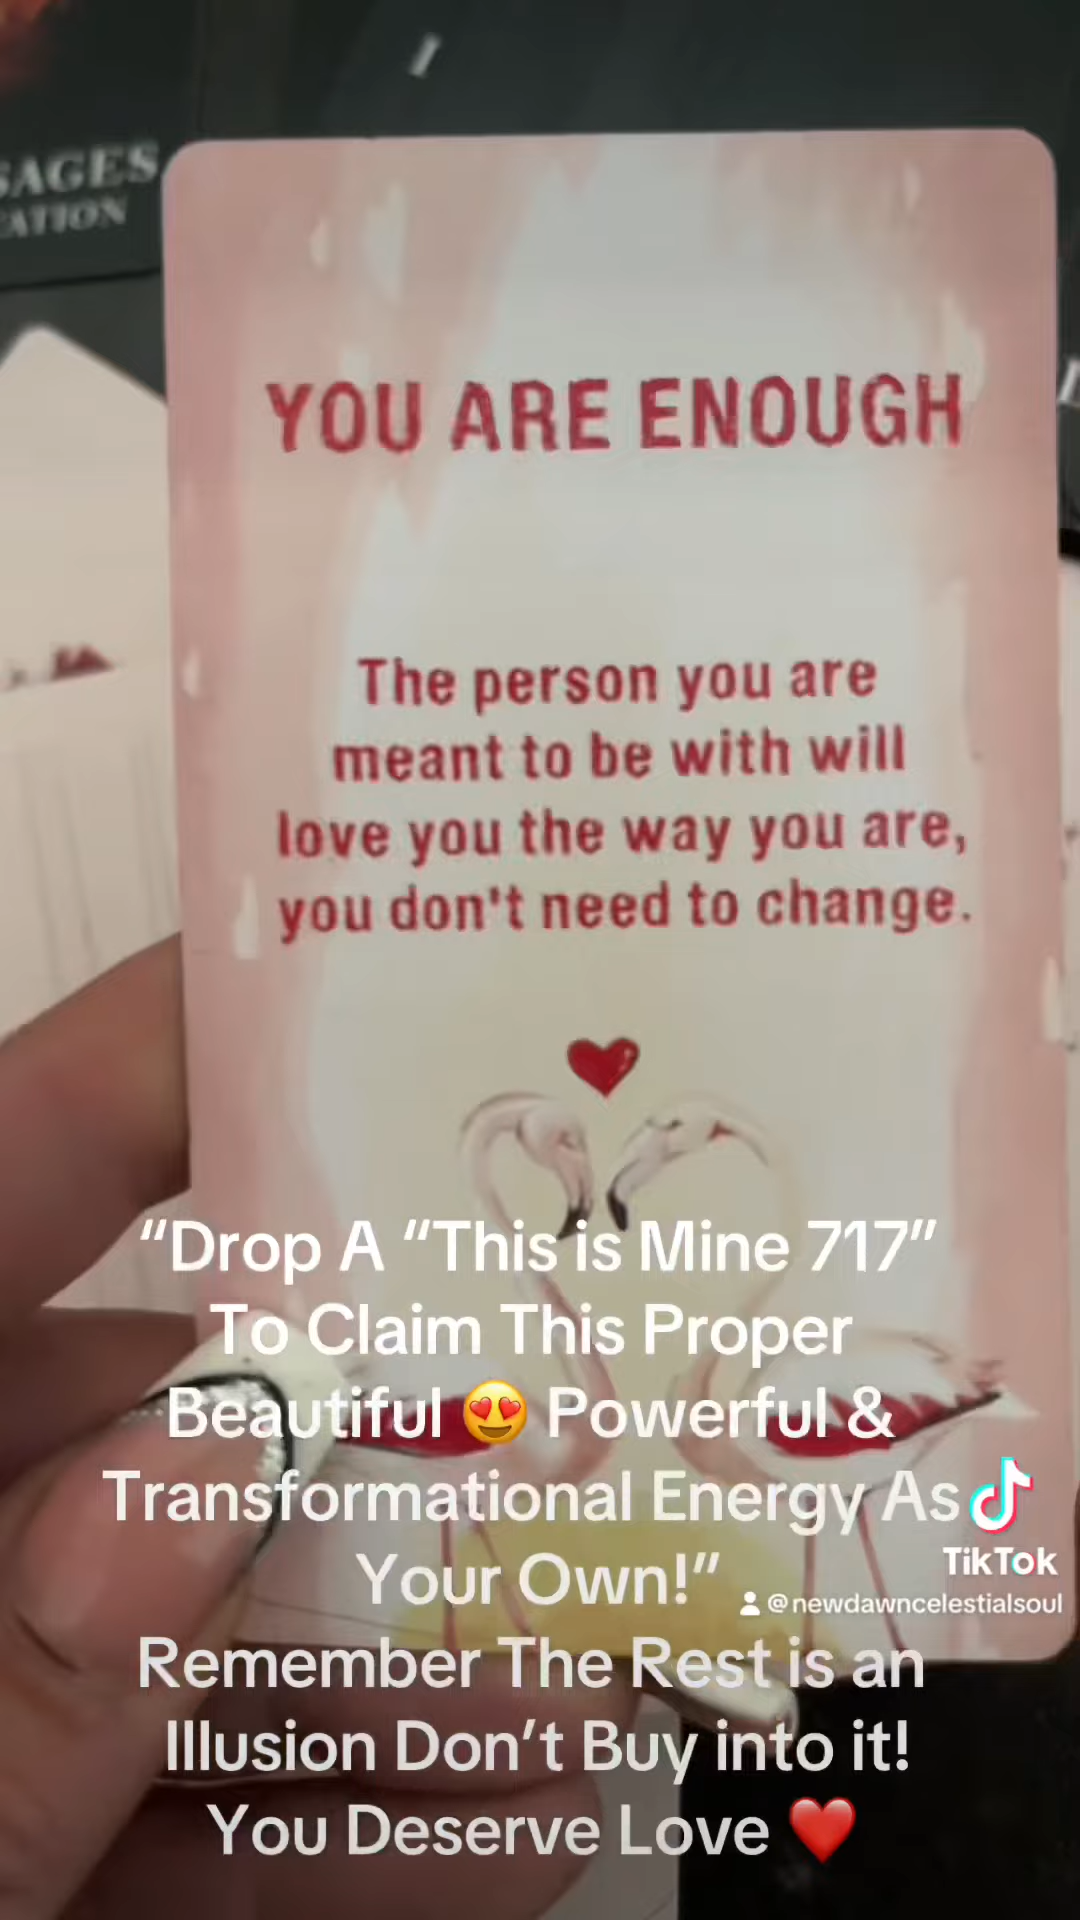 I
SAGES
CATION
YOU ARE ENOUGH
The person you are
meant to be with will
love you the way you are,
you don't need to change.
“Drop A “This is Mine 717”
To Claim This Proper
Beautiful 😍 Powerful &
Transformational Energy As
Your Own!”
Remember The Rest is an
Illusion Don’t Buy into it!
You Deserve Love ❤️
TikTok
@newdawncelestialsoul